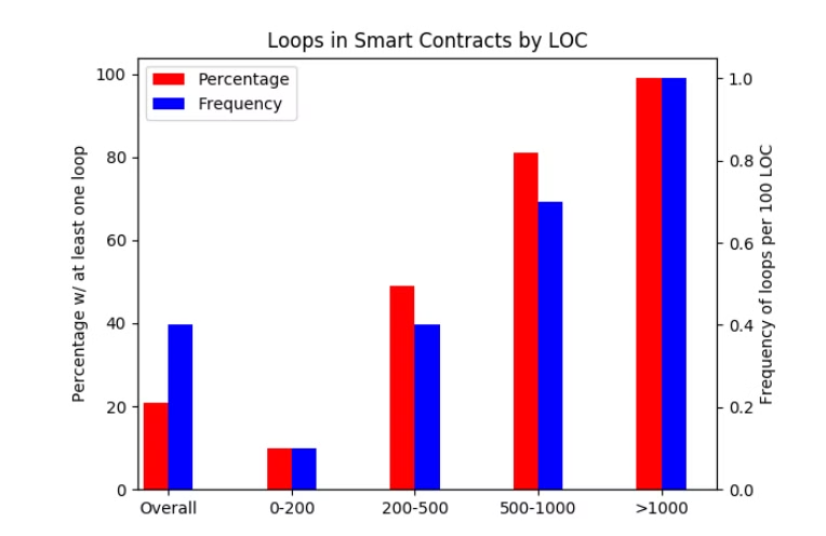 Loops in Smart Contracts by LOC
Percentage
Frequency
Percentage w/ at least one loop
100
80
60
40
20
0
Frequency of loops per 100 LOC
1.0
0.8
0.6
0.4
0.2
0.0
Overall
0-200
200-500
500-1000
>1000